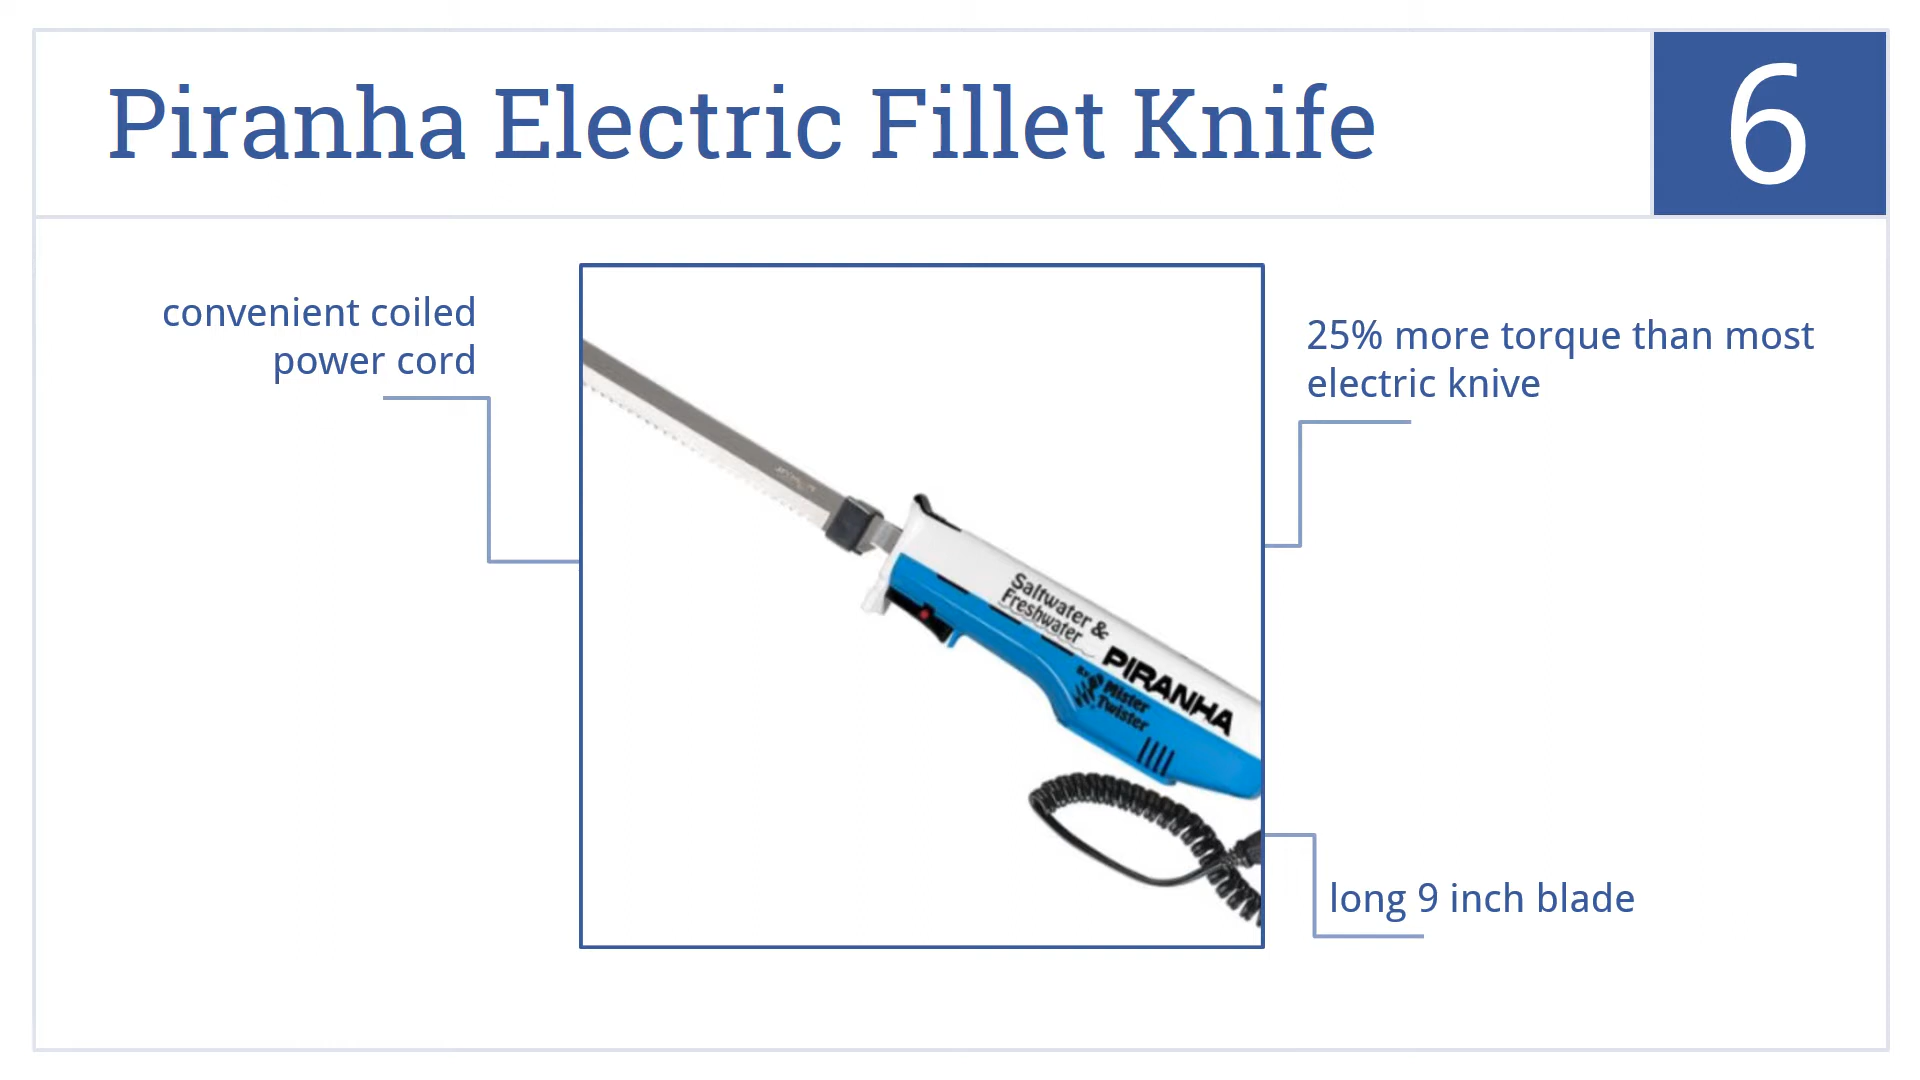 Piranha Electric Fillet Knife
6
convenient coiled
power cord
25% more torque than most
electric knive
Saltwater &
Freshwater
PIRANHA
BY
Mister
Twister
long 9 inch blade